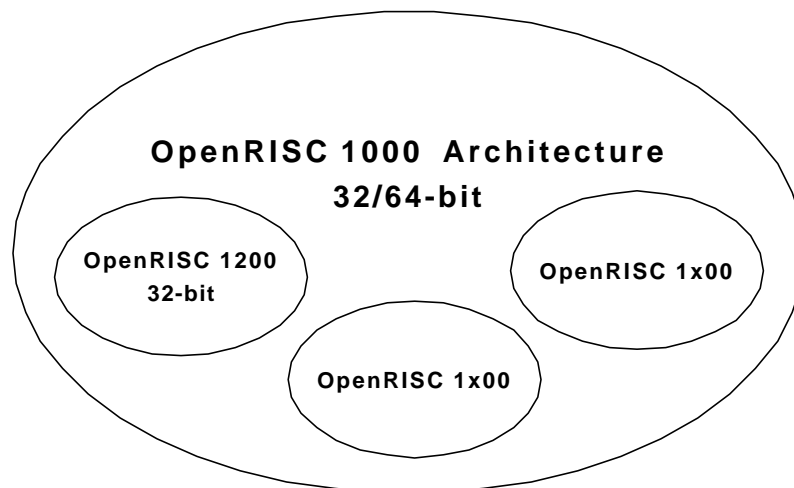 OpenRISC 1000 Architecture
32/64-bit
OpenRISC 1200
32-bit
OpenRISC 1x00
OpenRISC 1x00